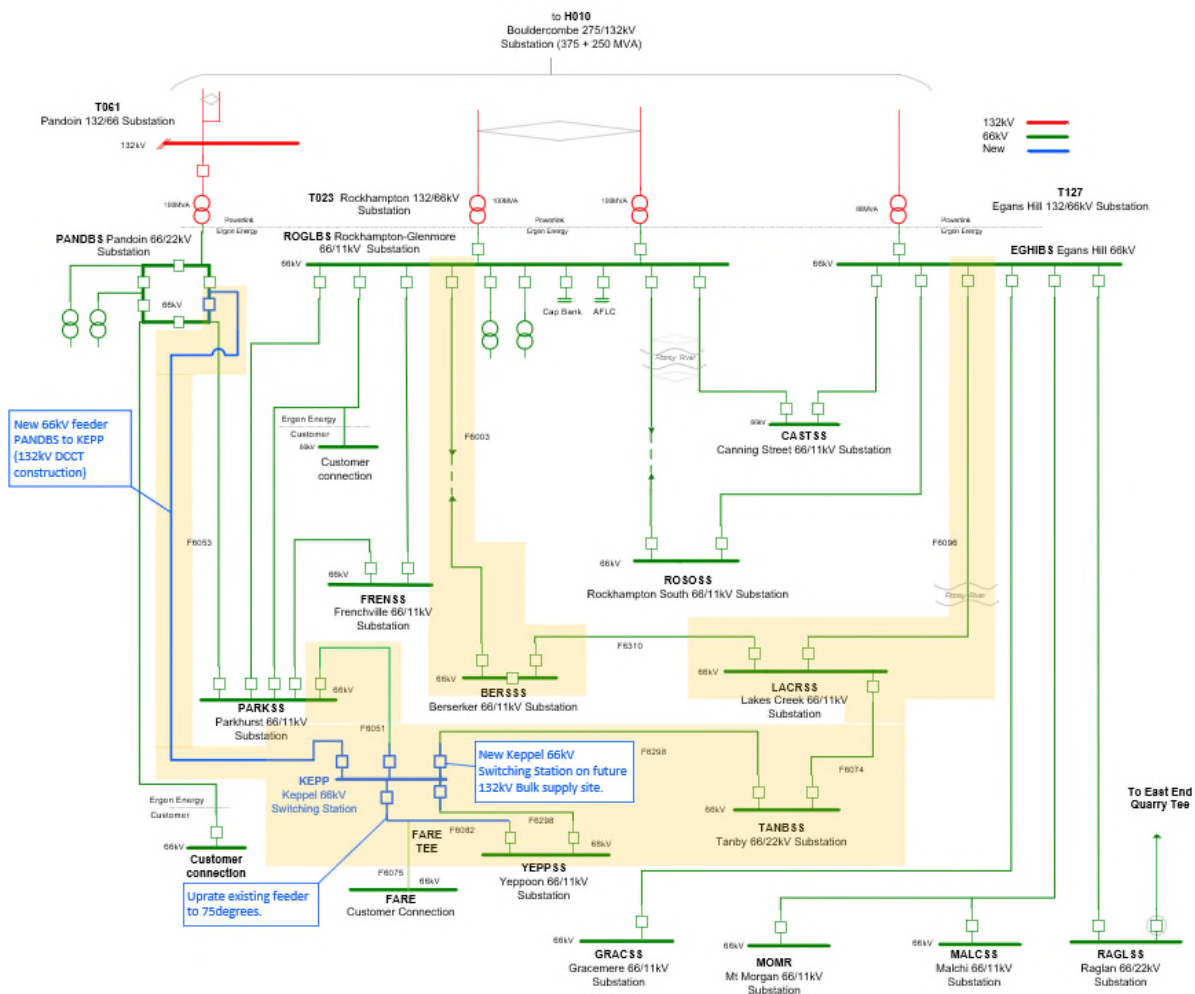 to H010
Bouldercombe 275/132kV
Substation (375 + 250 MVA)
T061
Pandoin 132/66 Substation
132kV
132kV
66kV
New
T023 Rockhampton 132/66kV
Substation
T127
Egans Hill 132/66kV Substation
100MVA
100MVA
100MVA
Powerlink
Ergon Energy
Powerlink
Ergon Energy
Powerlink
Ergon Energy
PANDBS Pandoin 66/22kV
Substation
ROGLBS Rockhampton-Glenmore
66/11kV Substation
EGHIBS Egans Hill 66kV
66kV
66kV
66kV
Cap Bank
AFLC
Fitzroy River
New 66kV feeder
PANDBS to KEPP
(132kV DCCT
construction)
Ergon Energy
Customer
66kV
Customer
connection
F6003
66kV
CASTSS
Canning Street 66/11kV Substation
F6053
F6096
66kV
FRENSS
Frenchville 66/11kV
Substation
66kV
ROSOSS
Rockhampton South 66/11kV Substation
Fitzroy River
F6310
66kV
BERSSS
Berserker 66/11kV Substation
66kV
LACRSS
Lakes Creek 66/11kV
Substation
66kV
PARKSS
Parkhurst 66/11kV
Substation
F6051
New Keppel 66kV
Switching Station on future
132kV Bulk supply site.
F6298
F6074
KEPP
Keppel 66kV
Switching Station
Ergon Energy
Customer
66kV
Customer
connection
F6298
F6082
FARE
TEE
66kV
YEPPSS
Yeppoon 66/11kV
Substation
66kV
TANBSS
Tanby 66/22kV Substation
To East End
Quarry Tee
F6075
66kV
FARE
Customer Connection
Uprate existing feeder
to 75degrees.
66kV
GRACSS
Gracemere 66/11kV
Substation
66kV
MOMR
Mt Morgan 66/11kV
Substation
66kV
MALCSS
Malchi 66/11kV
Substation
66kV
RAGLSS
Raglan 66/22kV
Substation